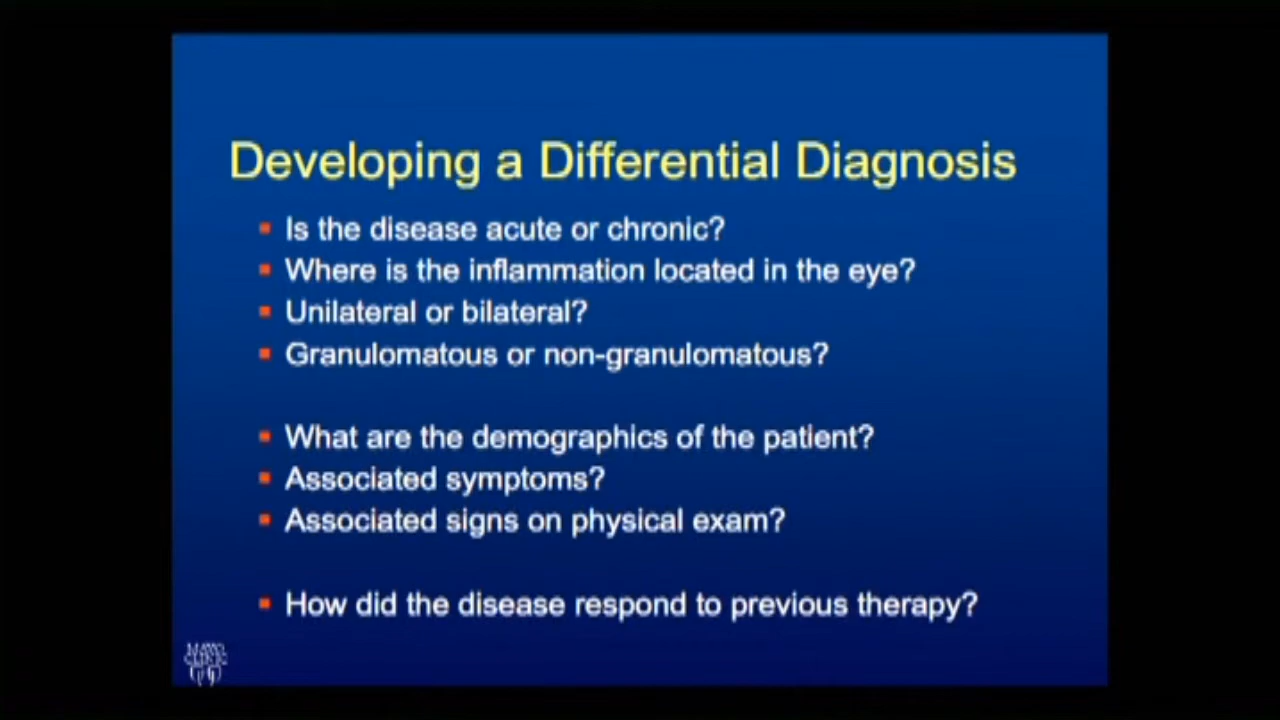 Developing a Differential Diagnosis
▪ Is the disease acute or chronic?
▪ Where is the inflammation located in the eye?
▪ Unilateral or bilateral?
▪ Granulomatous or non-granulomatous?
▪ What are the demographics of the patient?
▪ Associated symptoms?
▪ Associated signs on physical exam?
▪ How did the disease respond to previous therapy?
MAYO
CLINIC